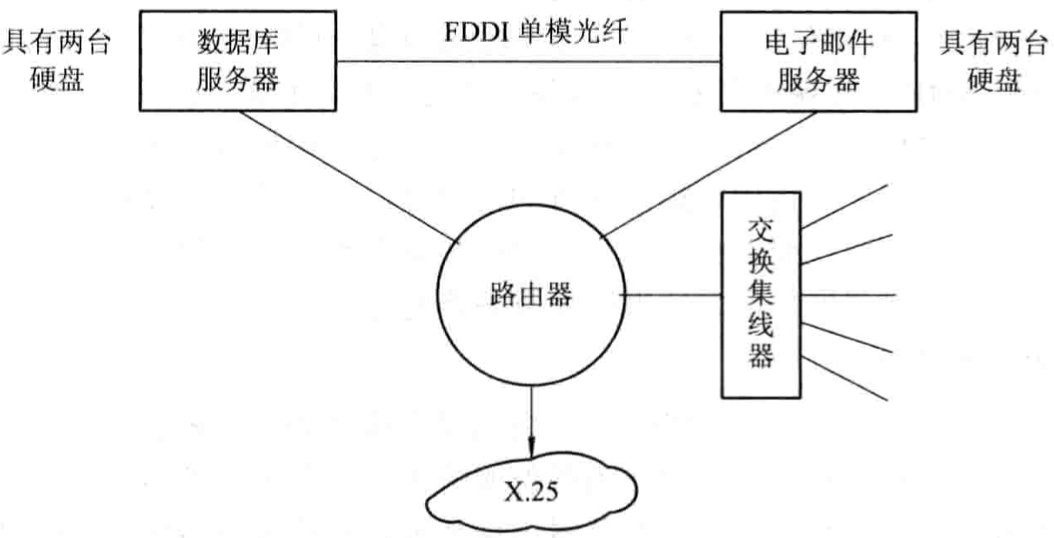 具有两台
硬盘
数据库
服务器
FDDI 单模光纤
电子邮件
服务器
具有两台
硬盘
路由器
交换集线器
X.25